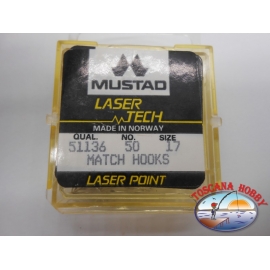 MUSTAD
LASER
TECH
MADE IN NORWAY
QUAL. NO. SIZE
51136 50 17
MATCH HOOKS
LASER POINT
TOSCANA HOBBY